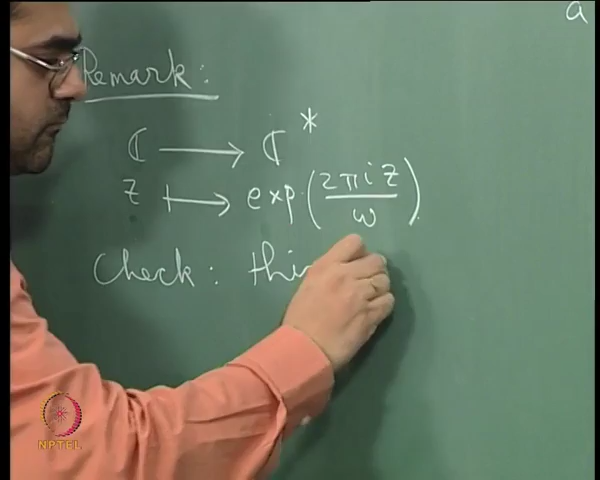 a
Remark:
ℂ ⟶ ℂ*
z ⟼ exp(2πiz/ω)
Check: thi
NPTEL